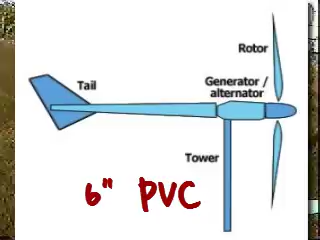 Rotor
Tail
Generator /
alternator
Tower
6" PVC